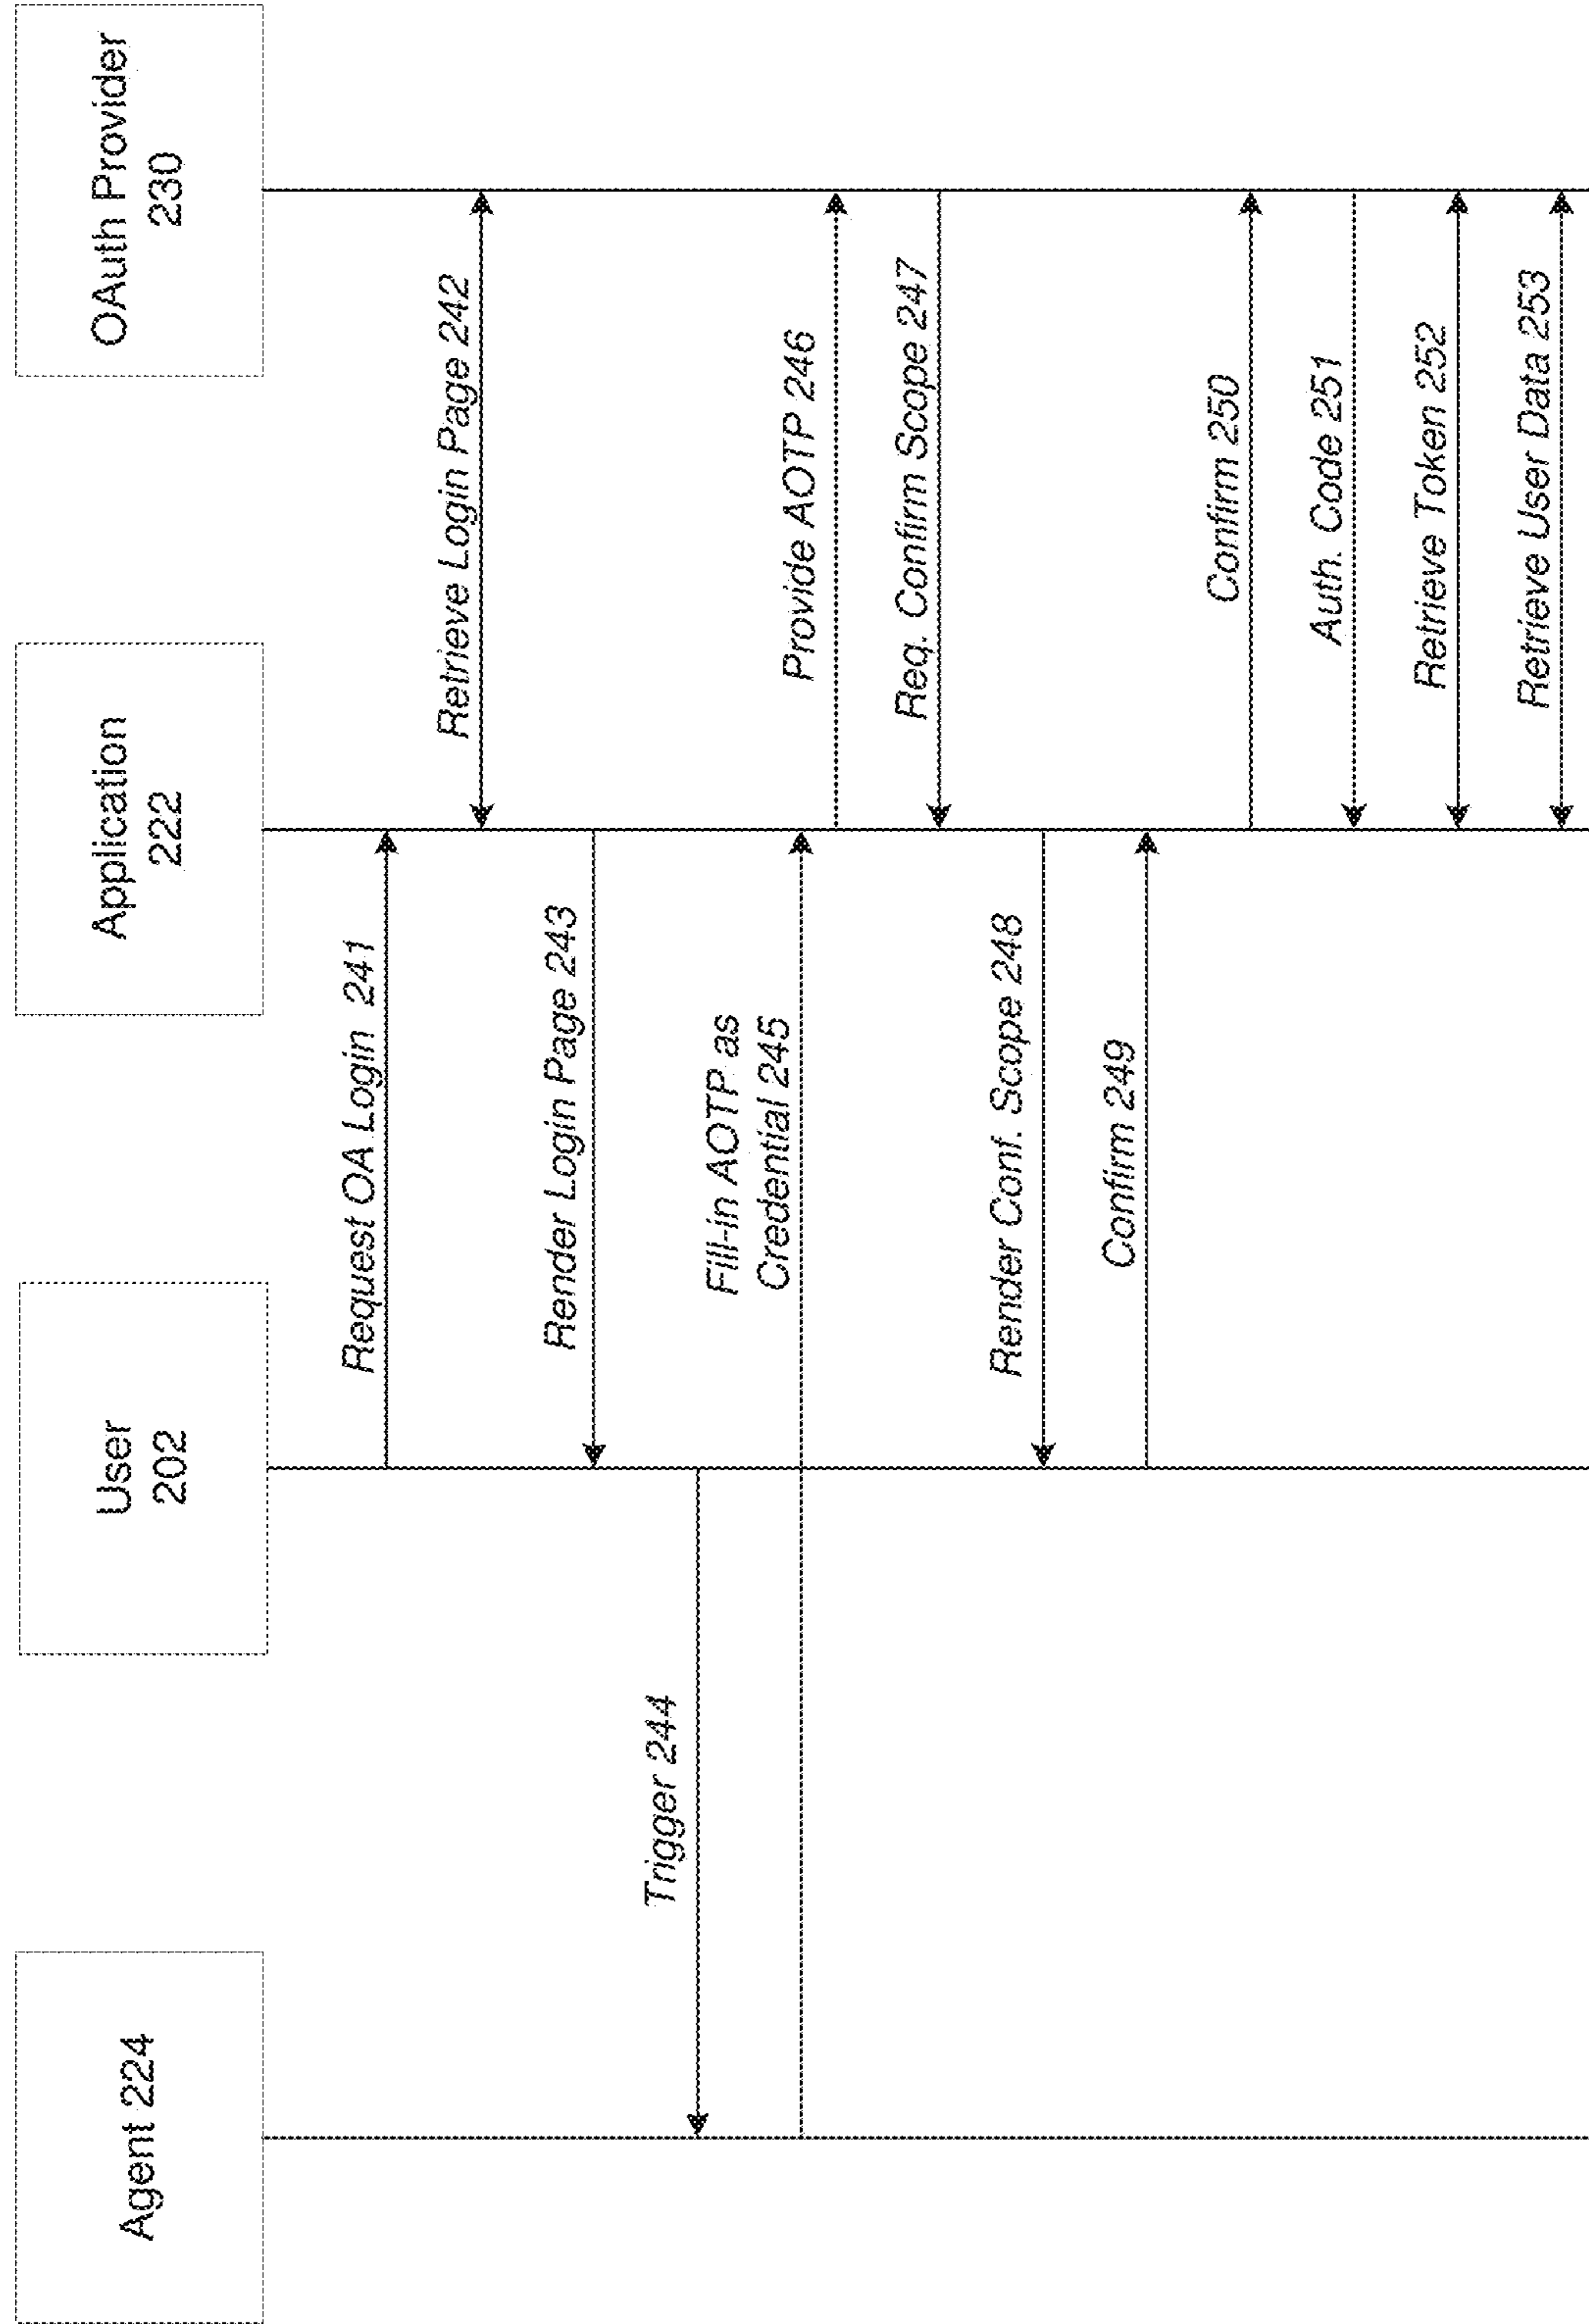 Agent 224
User
202
Application
222
OAuth Provider
230
Request OA Login 241
Retrieve Login Page 242
Render Login Page 243
Trigger 244
Fill-in AOTP as
Credential 245
Provide AOTP 246
Req. Confirm Scope 247
Render Conf. Scope 248
Confirm 249
Confirm 250
Auth. Code 251
Retrieve Token 252
Retrieve User Data 253